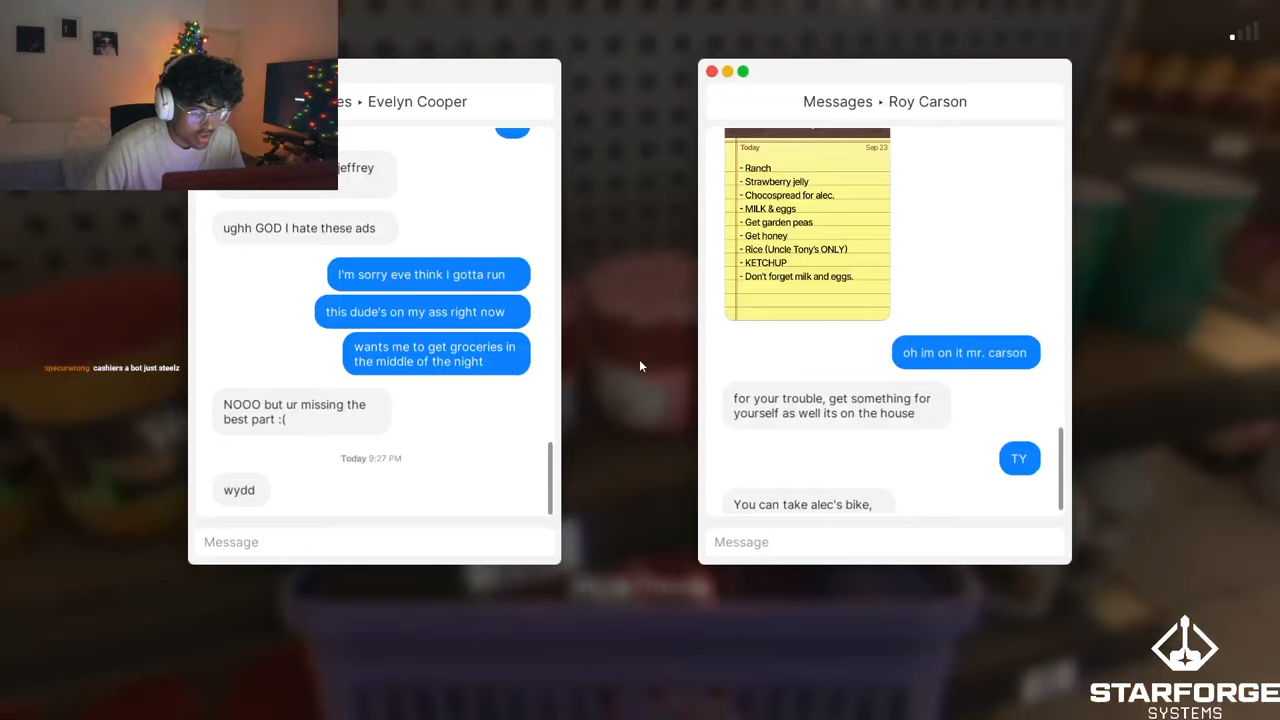 es ▸ Evelyn Cooper
jeffrey
ughh GOD I hate these ads
I'm sorry eve think I gotta run
this dude's on my ass right now
wants me to get groceries in
the middle of the night
NOOO but ur missing the
best part :(
Today 9:27 PM
wydd
Message
specurwrong cashiers a bot just steelz
Messages ▸ Roy Carson
Today Sep 23
- Ranch
- Strawberry jelly
- Chocospread for alec.
- MILK & eggs
- Get garden peas
- Get honey
- Rice (Uncle Tony's ONLY)
- KETCHUP
- Don't forget milk and eggs.
oh im on it mr. carson
for your trouble, get something for
yourself as well its on the house
TY
You can take alec's bike,
Message
STARFORGE
SYSTEMS